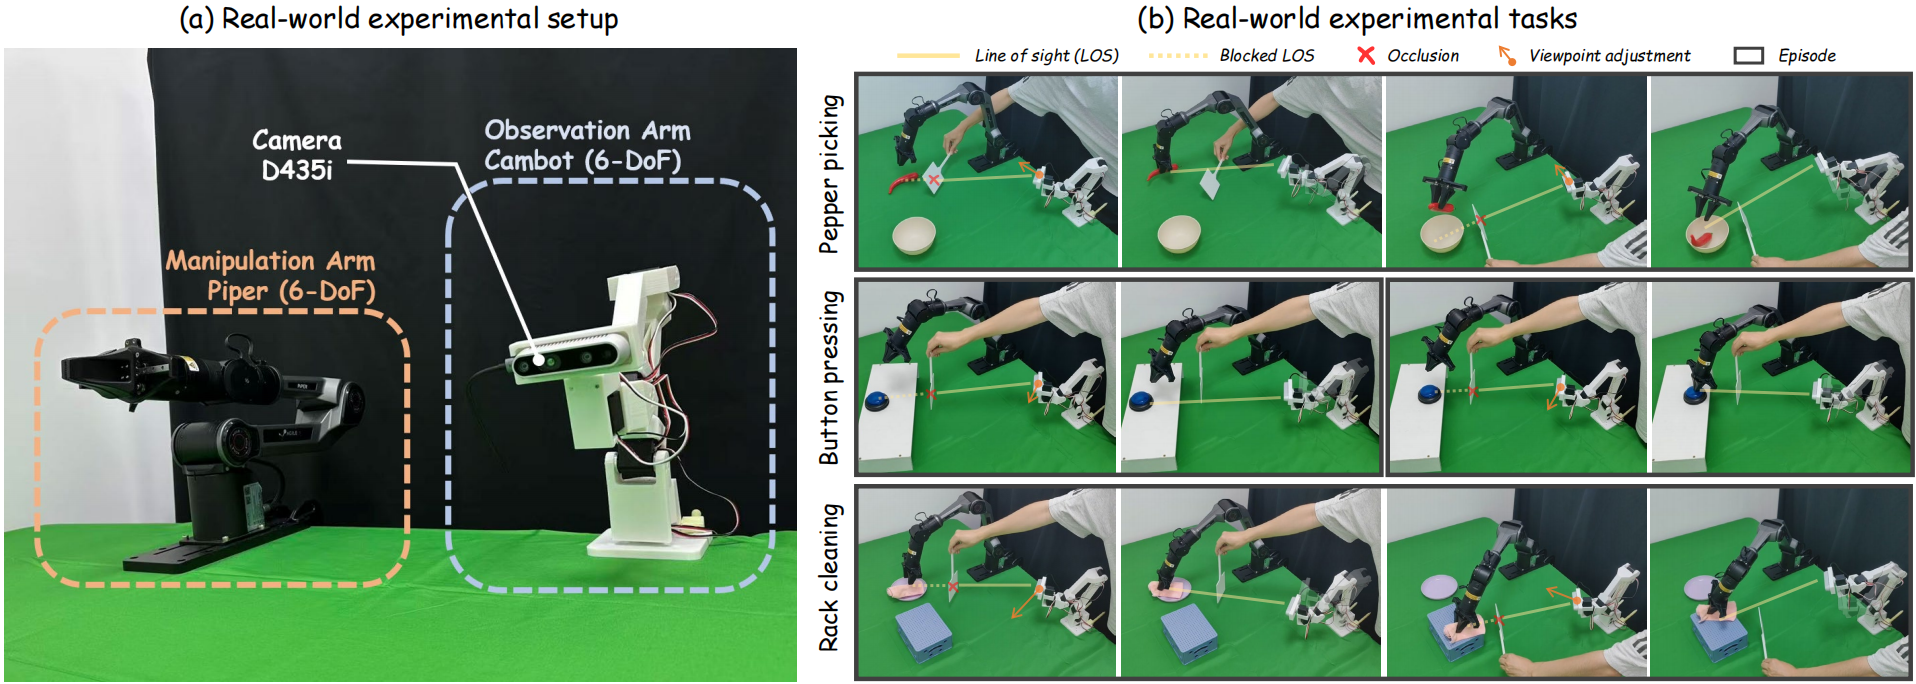 (a) Real-world experimental setup
Camera
D435i
Observation Arm
Cambot (6-DoF)
Manipulation Arm
Piper (6-DoF)
(b) Real-world experimental tasks
Line of sight (LOS)
Blocked LOS
Occlusion
Viewpoint adjustment
Episode
Pepper picking
Button pressing
Rack cleaning